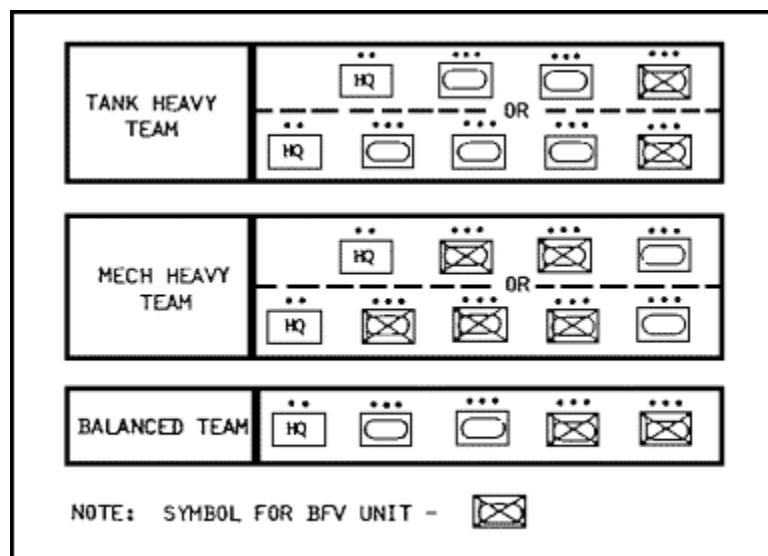 HQ
TANK HEAVY
TEAM
OR
HQ
HQ
MECH HEAVY
TEAM
OR
HQ
BALANCED TEAM
HQ
NOTE: SYMBOL FOR BFV UNIT -